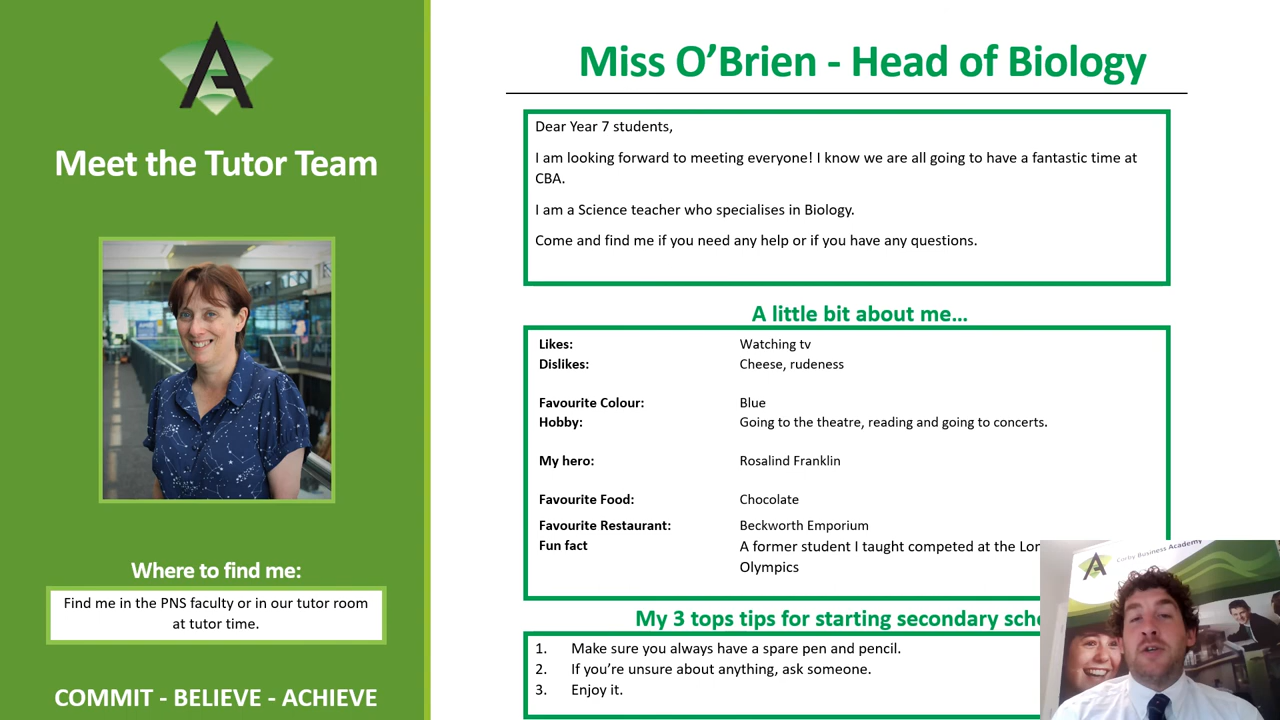 Meet the Tutor Team
Where to find me:
Find me in the PNS faculty or in our tutor room
at tutor time.
COMMIT - BELIEVE - ACHIEVE
Miss O’Brien - Head of Biology
Dear Year 7 students,
I am looking forward to meeting everyone! I know we are all going to have a fantastic time at
CBA.
I am a Science teacher who specialises in Biology.
Come and find me if you need any help or if you have any questions.
A little bit about me…
Likes: Watching tv
Dislikes: Cheese, rudeness
Favourite Colour: Blue
Hobby: Going to the theatre, reading and going to concerts.
My hero: Rosalind Franklin
Favourite Food: Chocolate
Favourite Restaurant: Beckworth Emporium
Fun fact A former student I taught competed at the
Olympics
My 3 tops tips for starting secondary
1. Make sure you always have a spare pen and pencil.
2. If you’re unsure about anything, ask someone.
3. Enjoy it.
Corby Business Academy